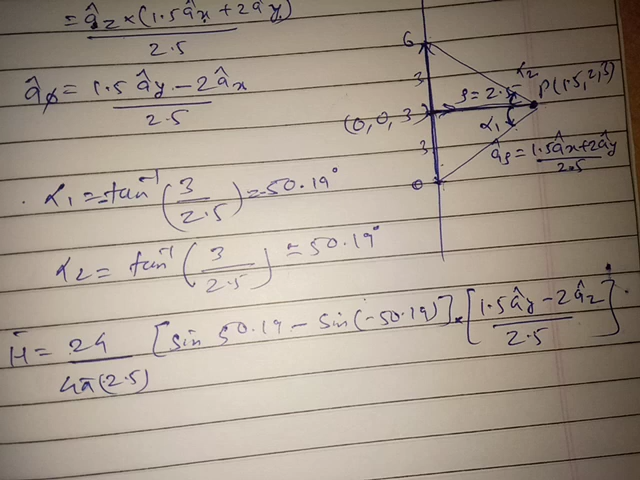 = âz × (1.5 âx + 2 ây)
2.5
âϕ = 1.5 ây − 2 âx
2.5
6
3
α2
P(1.5, 2, 3)
ρ = 2.5
(0, 0, 3)
α1
3
âρ = 1.5 âx + 2 ây
2.5
0
α1 = − tan⁻¹ (3/2.5) = −50.19°
α2 = tan⁻¹ (3/2.5) = 50.19°
H̄ = 24/4π(2.5) [sin 50.19 − sin(−50.19)] × [1.5 ây − 2 âz/2.5]